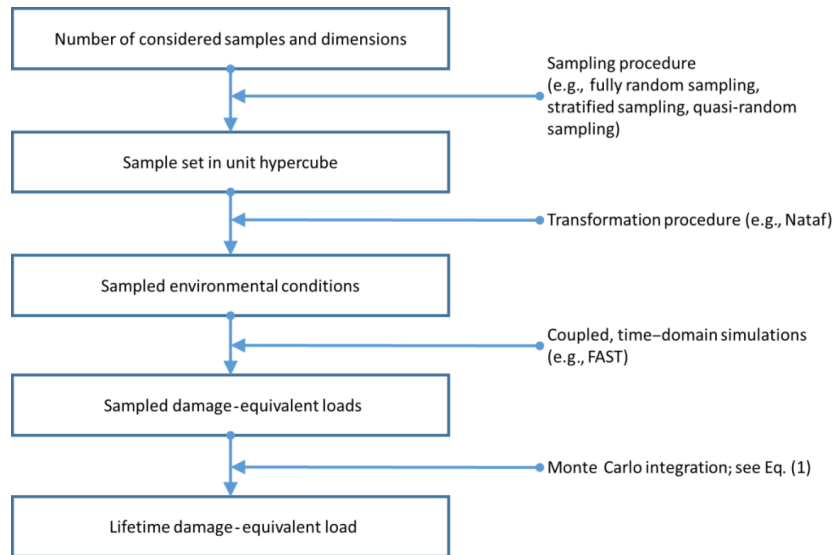 Number of considered samples and dimensions
Sampling procedure
(e.g., fully random sampling,
stratified sampling, quasi-random
sampling)
Sample set in unit hypercube
Transformation procedure (e.g., Nataf)
Sampled environmental conditions
Coupled, time–domain simulations
(e.g., FAST)
Sampled damage-equivalent loads
Monte Carlo integration; see Eq. (1)
Lifetime damage-equivalent load